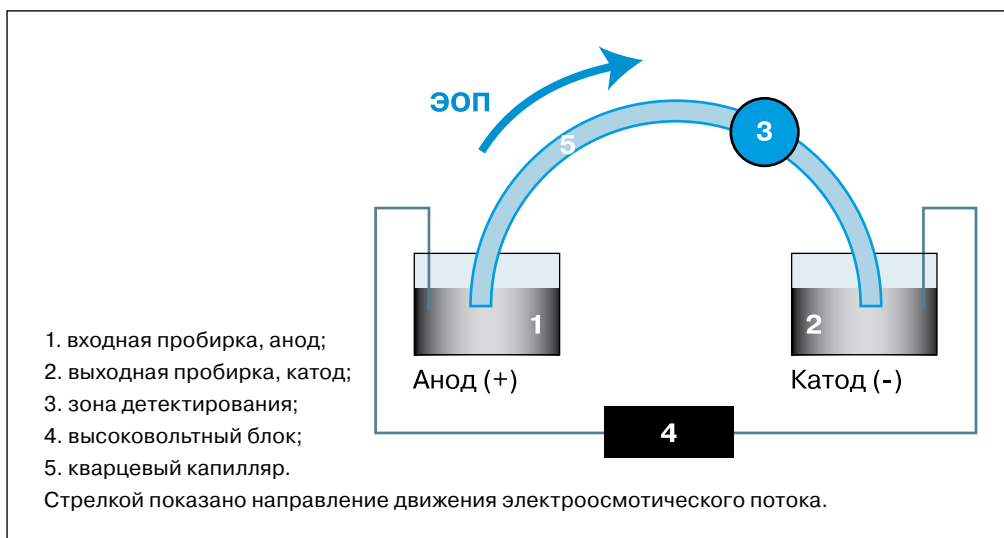 ЭОП
5
3
1
2
Анод (+)
Катод (-)
4
1. входная пробирка, анод;
2. выходная пробирка, катод;
3. зона детектирования;
4. высоковольтный блок;
5. кварцевый капилляр.
Стрелкой показано направление движения электроосмотического потока.